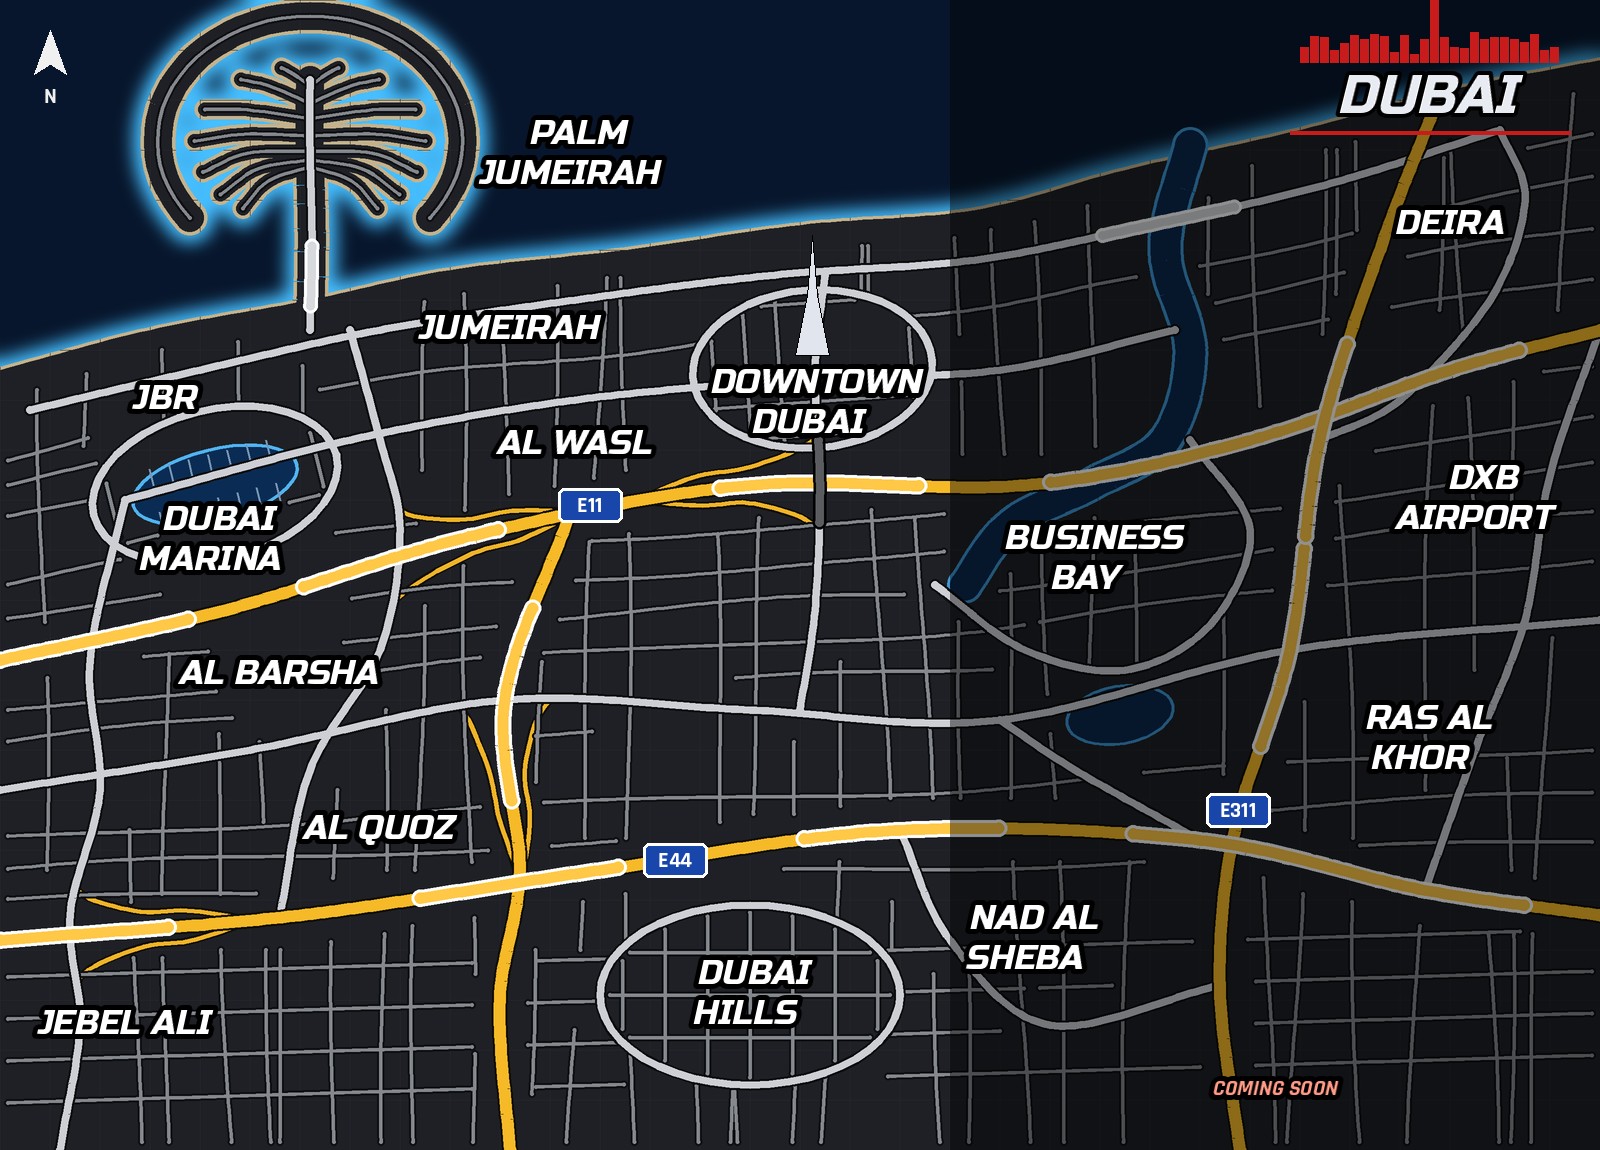 N
DUBAI
PALM
JUMEIRAH
DEIRA
JUMEIRAH
JBR
DOWNTOWN
DUBAI
AL WASL
DXB
AIRPORT
E11
DUBAI
MARINA
BUSINESS
BAY
AL BARSHA
RAS AL
KHOR
E311
AL QUOZ
E44
NAD AL
SHEBA
DUBAI
HILLS
JEBEL ALI
COMING SOON